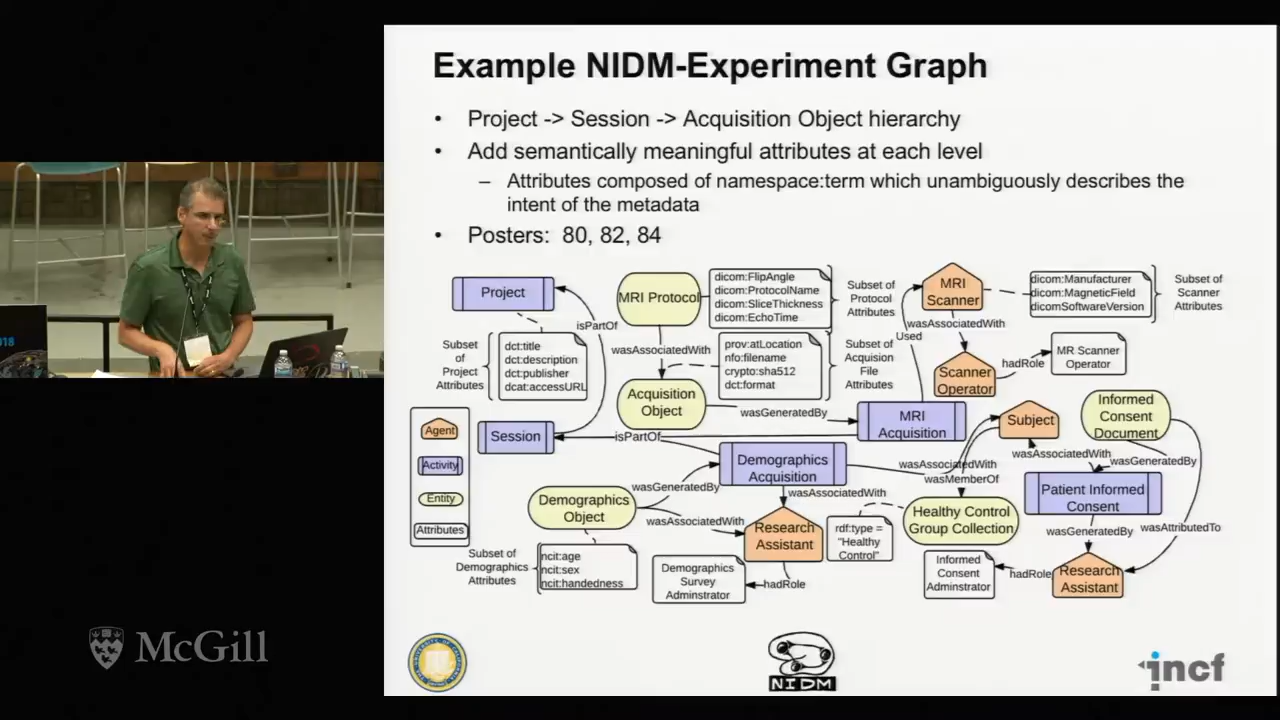 Example NIDM-Experiment Graph
• Project -> Session -> Acquisition Object hierarchy
• Add semantically meaningful attributes at each level
– Attributes composed of namespace:term which unambiguously describes the
intent of the metadata
• Posters: 80, 82, 84
Project
isPartOf
Subset
of
Project
Attributes
dct:title
dct:description
dct:publisher
dcat:accessURL
MRI Protocol
dicom:FlipAngle
dicom:ProtocolName
dicom:SliceThickness
dicom:EchoTime
Subset of
Protocol
Attributes
wasAssociatedWith
prov:atLocation
nfo:filename
crypto:sha512
dct:format
Subset of
Acquision
File
Attributes
Used
MRI
Scanner
dicom:Manufacturer
dicom:MagneticField
dicomSoftwareVersion
Subset of
Scanner
Attributes
wasAssociatedWith
Scanner
Operator
hadRole
MR Scanner
Operator
Acquisition
Object
wasGeneratedBy
MRI
Acquisition
Subject
Informed
Consent
Document
Agent
Activity
Entity
Attributes
Session
isPartOf
Demographics
Acquisition
wasAssociatedWith
wasMemberOf
wasAssociatedWith
wasGeneratedBy
Patient Informed
Consent
wasGeneratedBy
Demographics
Object
wasAssociatedWith
wasAssociatedWith
Research
Assistant
rdf:type =
"Healthy
Control"
Healthy Control
Group Collection
wasGeneratedBy
wasAttributedTo
Subset of
Demographics
Attributes
ncit:age
ncit:sex
ncit:handedness
Demographics
Survey
Adminstrator
hadRole
Informed
Consent
Adminstrator
hadRole
Research
Assistant
McGill
NIDM
incf
2018